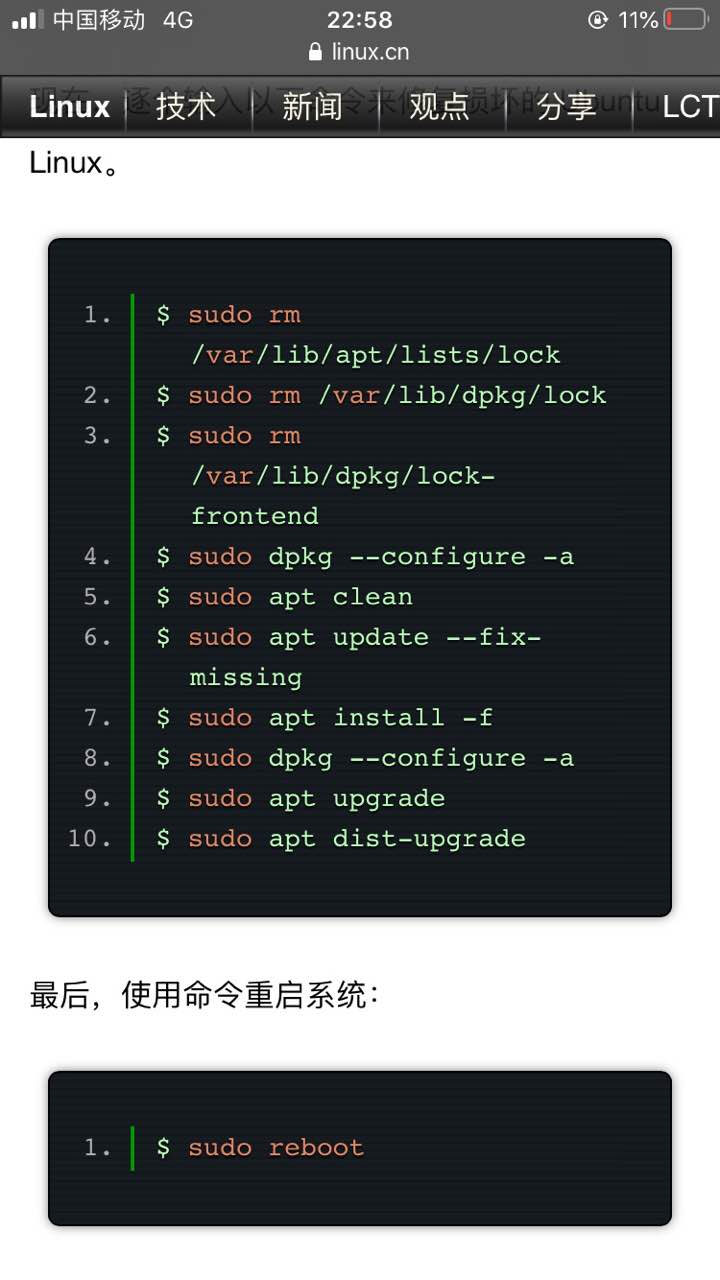 中国移动 4G 22:58 11%
linux.cn
Linux 技术 新闻 观点 分享 LCT
Linux。
1. $ sudo rm
/var/lib/apt/lists/lock
2. $ sudo rm /var/lib/dpkg/lock
3. $ sudo rm
/var/lib/dpkg/lock-
frontend
4. $ sudo dpkg --configure -a
5. $ sudo apt clean
6. $ sudo apt update --fix-
missing
7. $ sudo apt install -f
8. $ sudo dpkg --configure -a
9. $ sudo apt upgrade
10. $ sudo apt dist-upgrade
最后，使用命令重启系统：
1. $ sudo reboot